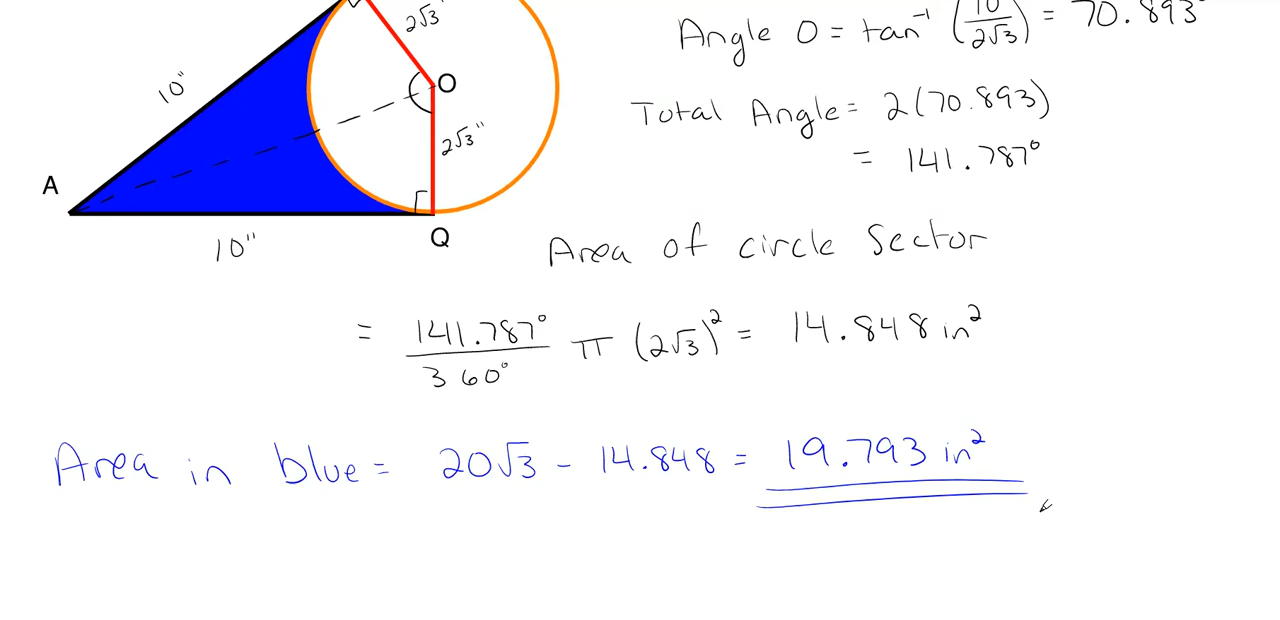 2√3"
Angle O = tan⁻¹ (10/2√3) = 70.893°
10"
O
Total Angle = 2(70.893)
2√3"
= 141.787°
A
10"
Q
Area of circle Sector
= 141.787°/360° π (2√3)² = 14.848 in²
Area in blue = 20√3 - 14.848 = 19.793 in²